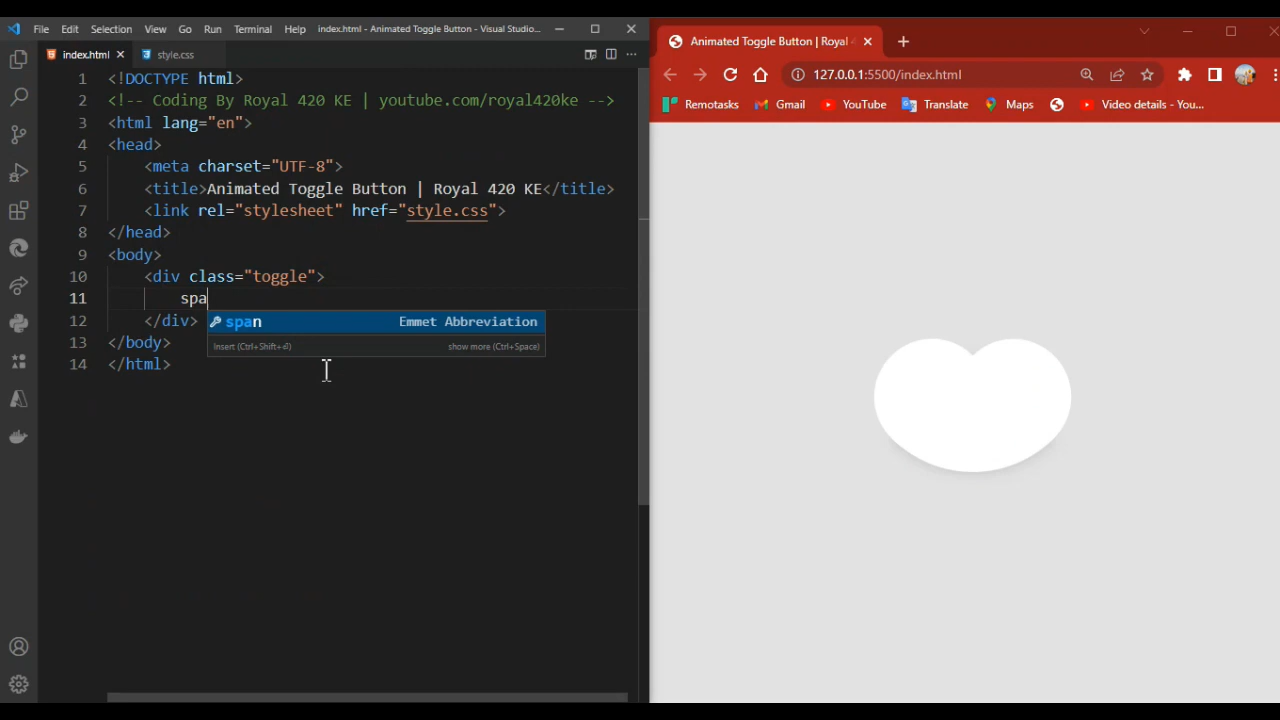 File Edit Selection View Go Run Terminal Help index.html - Animated Toggle Button - Visual Studio...
index.html style.css
1 <!DOCTYPE html>
2 <!-- Coding By Royal 420 KE | youtube.com/royal420ke -->
3 <html lang="en">
4 <head>
5 <meta charset="UTF-8">
6 <title>Animated Toggle Button | Royal 420 KE</title>
7 <link rel="stylesheet" href="style.css">
8 </head>
9 <body>
10 <div class="toggle">
11 spa
span Emmet Abbreviation
12 </div>
Insert (Ctrl+Shift+⏎) show more (Ctrl+Space)
13 </body>
14 </html>
Animated Toggle Button | Royal 4
127.0.0.1:5500/index.html
Remotasks Gmail YouTube Translate Maps Video details - You...